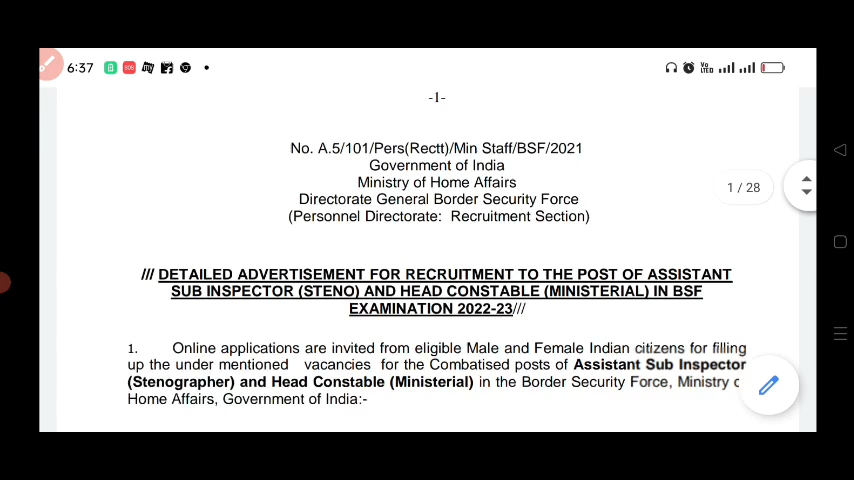 6:37
-1-
No. A.5/101/Pers(Rectt)/Min Staff/BSF/2021
Government of India
Ministry of Home Affairs
Directorate General Border Security Force
(Personnel Directorate: Recruitment Section)
1 / 28
/// DETAILED ADVERTISEMENT FOR RECRUITMENT TO THE POST OF ASSISTANT
SUB INSPECTOR (STENO) AND HEAD CONSTABLE (MINISTERIAL) IN BSF
EXAMINATION 2022-23///
1. Online applications are invited from eligible Male and Female Indian citizens for filling
up the under mentioned vacancies for the Combatised posts of Assistant Sub Inspector
(Stenographer) and Head Constable (Ministerial) in the Border Security Force, Ministry
Home Affairs, Government of India:-